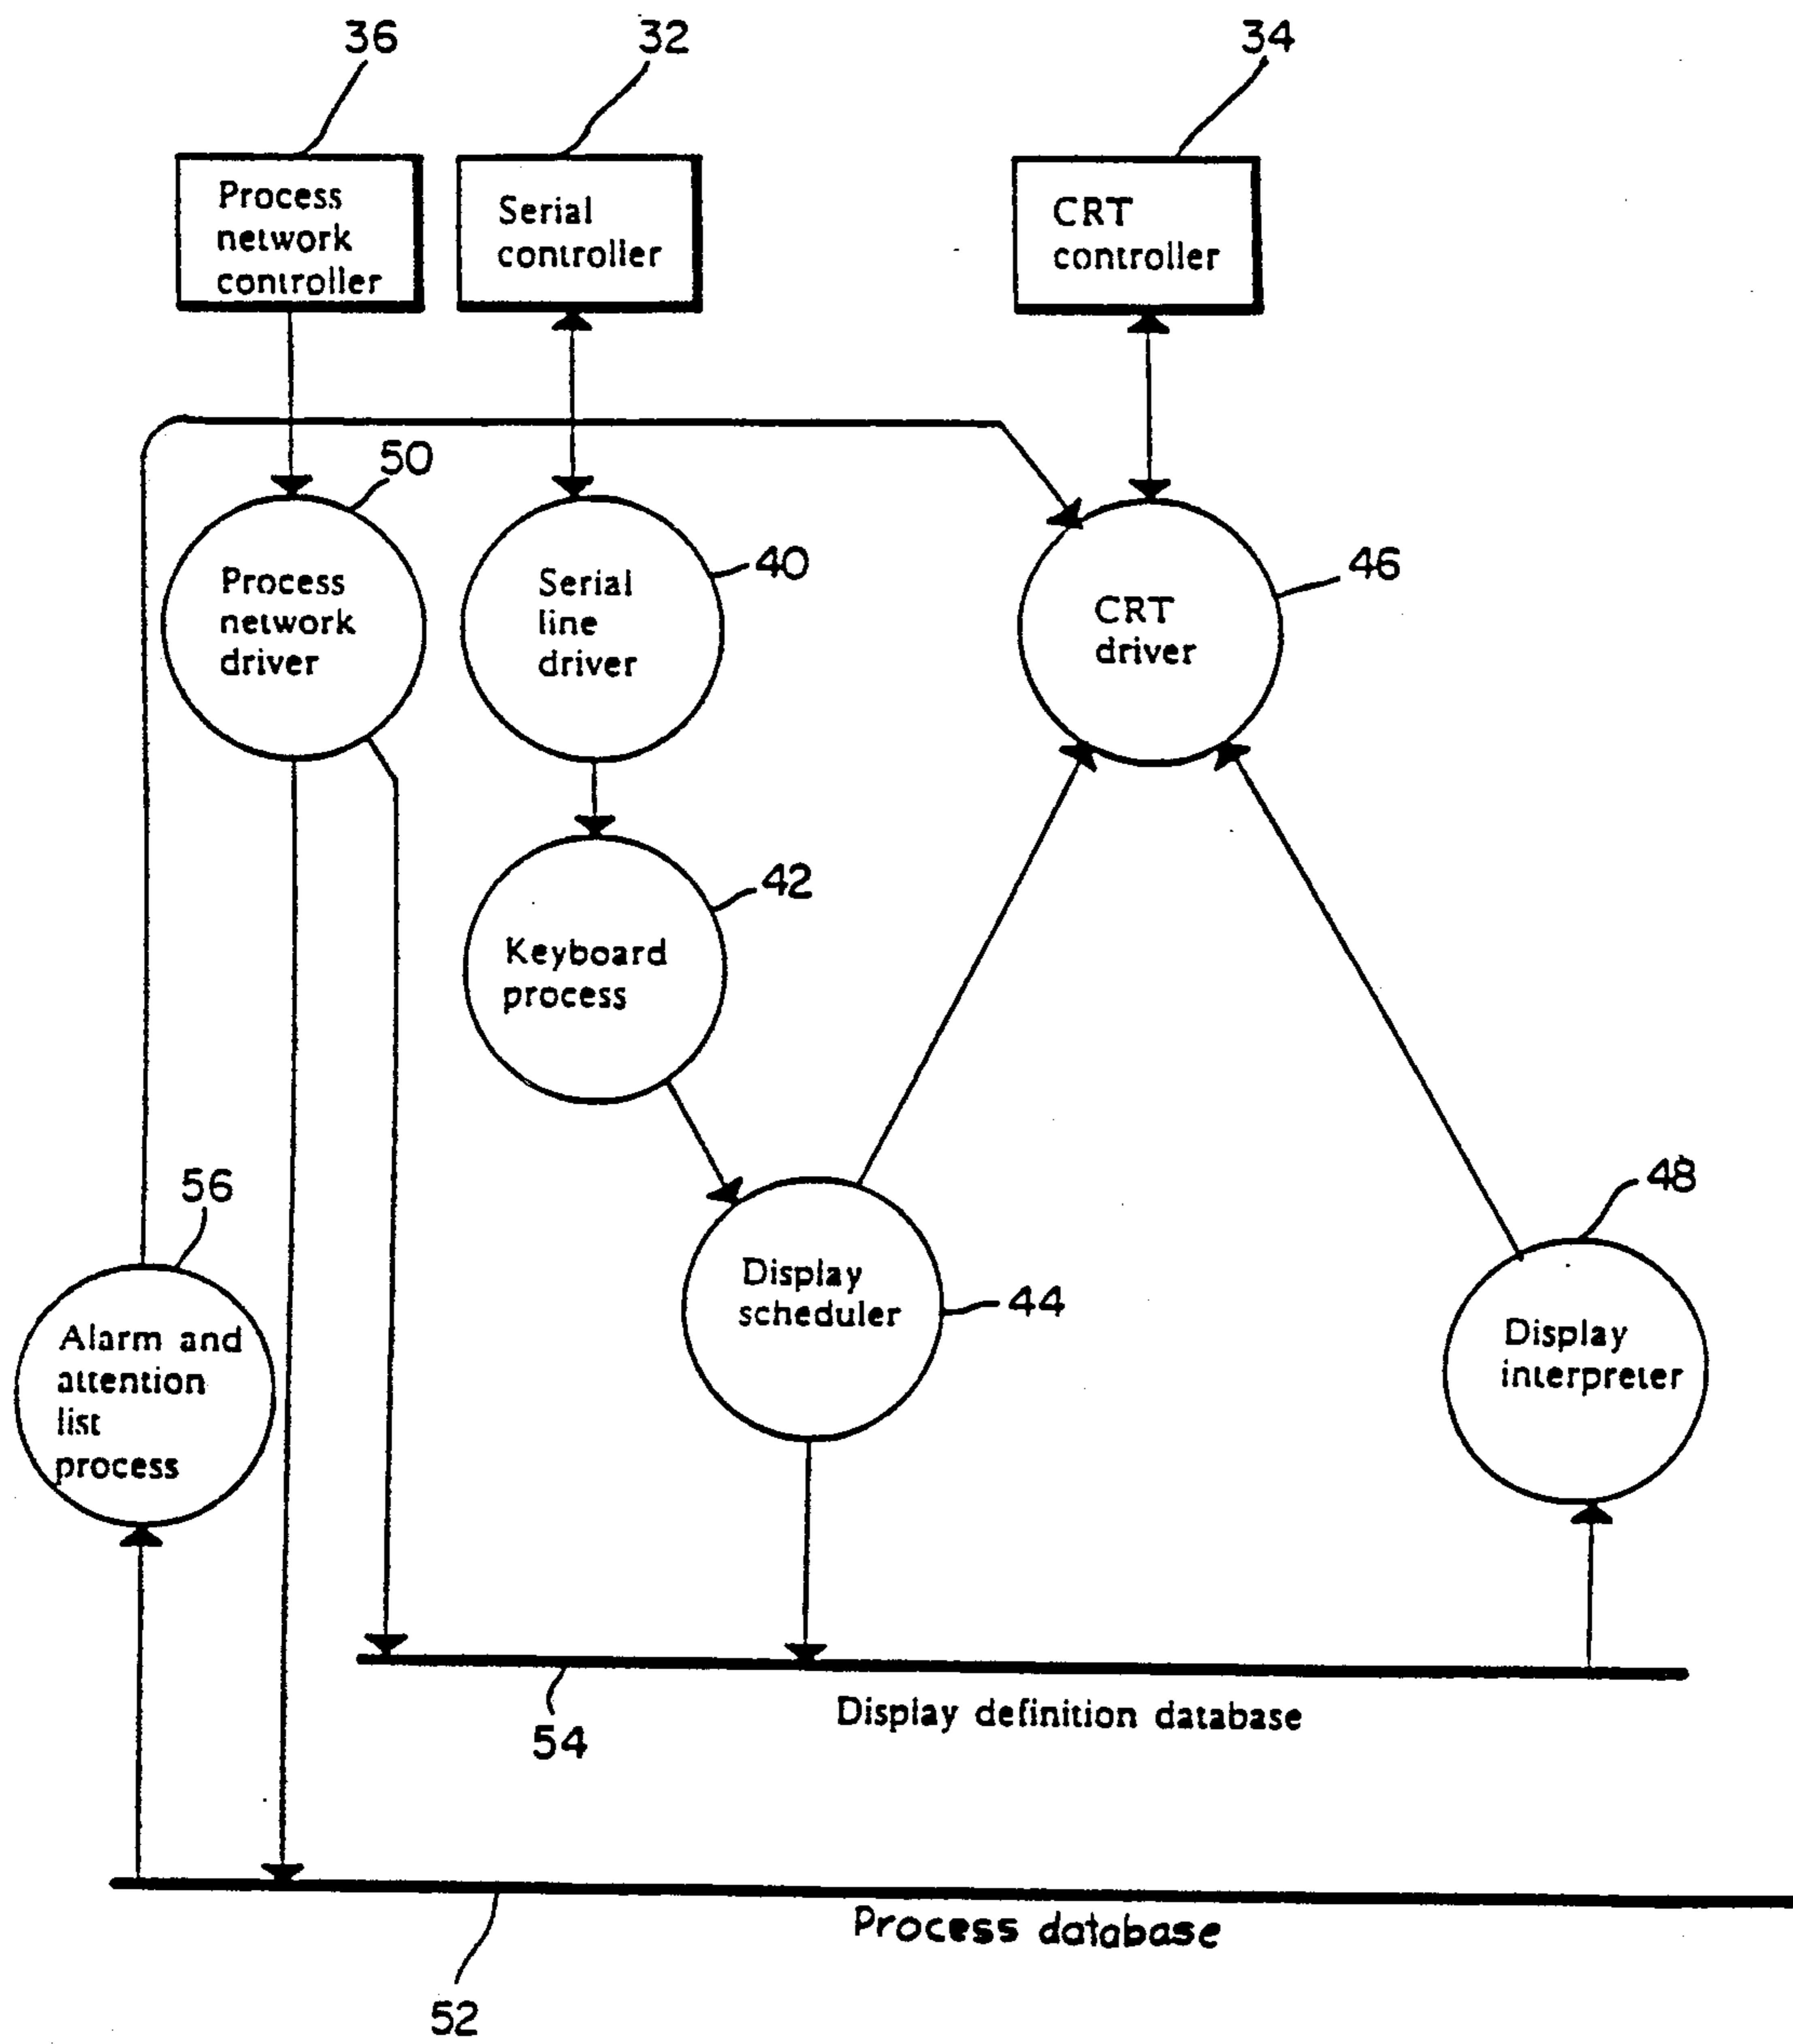 36
32
34
Process
network
controller
Serial
controller
CRT
controller
50
Process
network
driver
40
Serial
line
driver
46
CRT
driver
42
Keyboard
process
56
48
Alarm and
attention
list
process
Display
scheduler
44
Display
interpreter
54
Display definition database
Process database
52